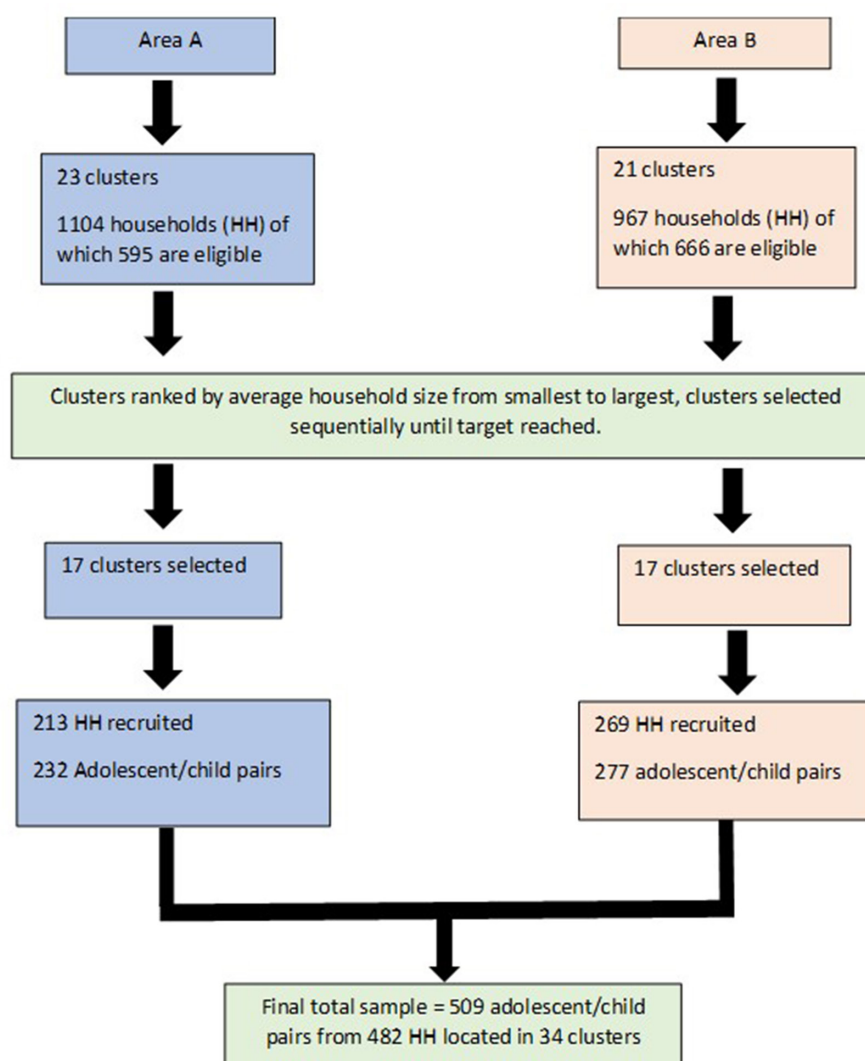 Area A
Area B
23 clusters
1104 households (HH) of
which 595 are eligible
21 clusters
967 households (HH) of
which 666 are eligible
Clusters ranked by average household size from smallest to largest, clusters selected
sequentially until target reached.
17 clusters selected
17 clusters selected
213 HH recruited
232 Adolescent/child pairs
269 HH recruited
277 adolescent/child pairs
Final total sample = 509 adolescent/child
pairs from 482 HH located in 34 clusters